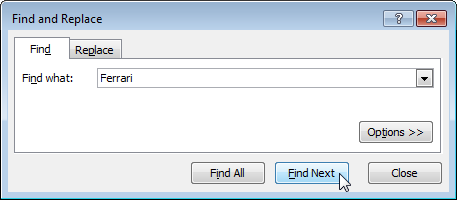 Find and Replace
Find Replace
Find what: Ferrari
Options >>
Find All Find Next Close